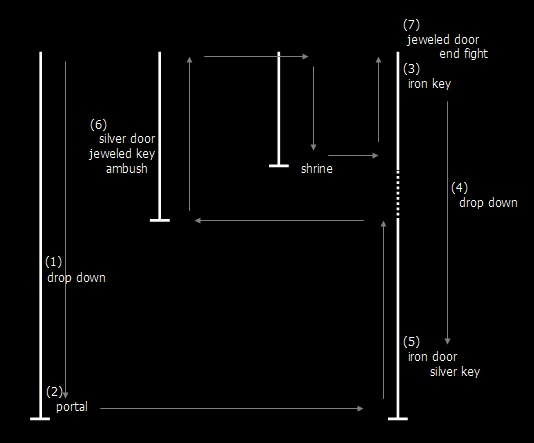 (7)
jeweled door
end fight
(3)
iron key
(6)
silver door
jeweled key
ambush
shrine
(4)
drop down
(1)
drop down
(5)
iron door
silver key
(2)
portal